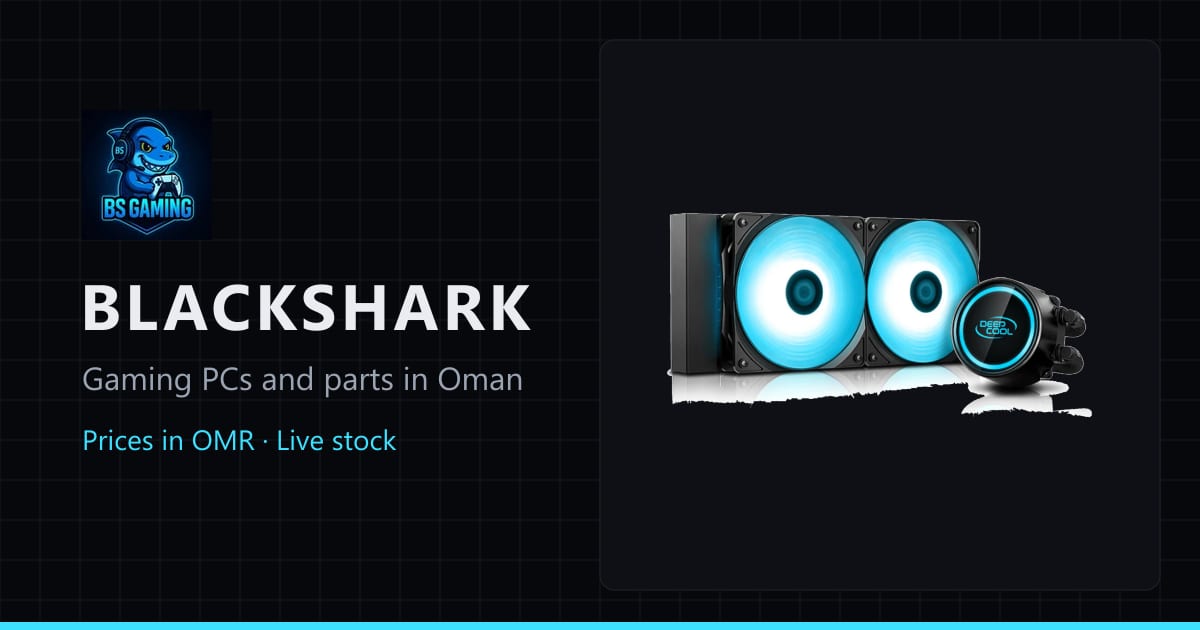 BS
BS GAMING
BLACKSHARK
Gaming PCs and parts in Oman
Prices in OMR · Live stock
DEEP
COOL